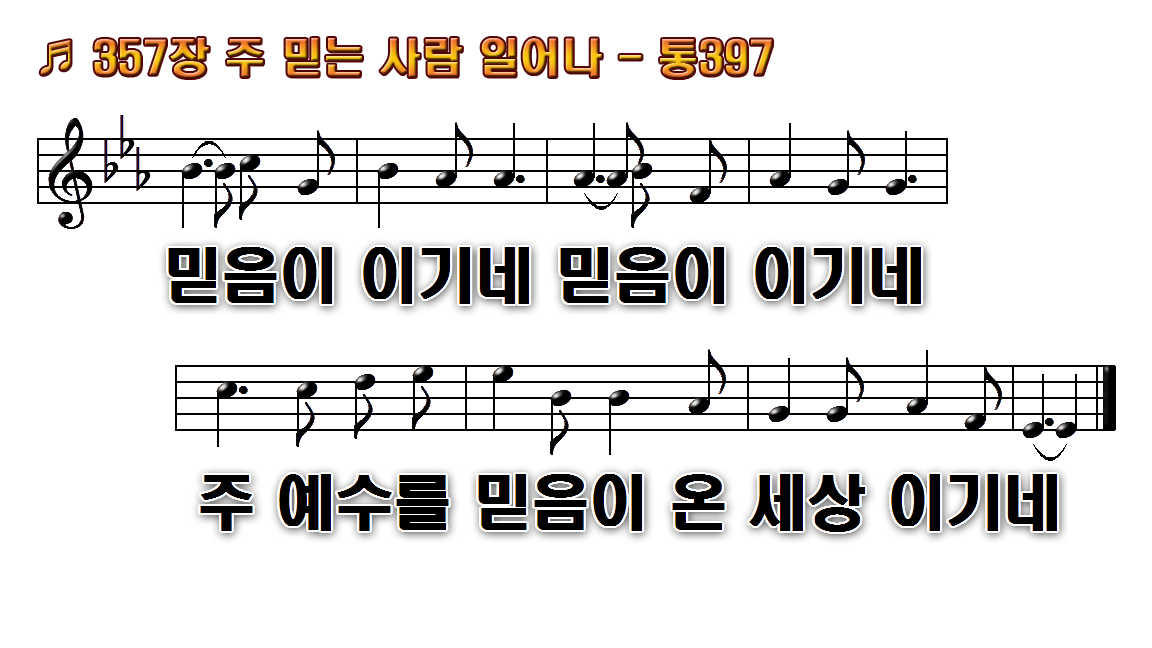 ♬ 357장 주 믿는 사람 일어나 - 통397
믿음이 이기네 믿음이 이기네
주 예수를 믿음이 온 세상 이기네